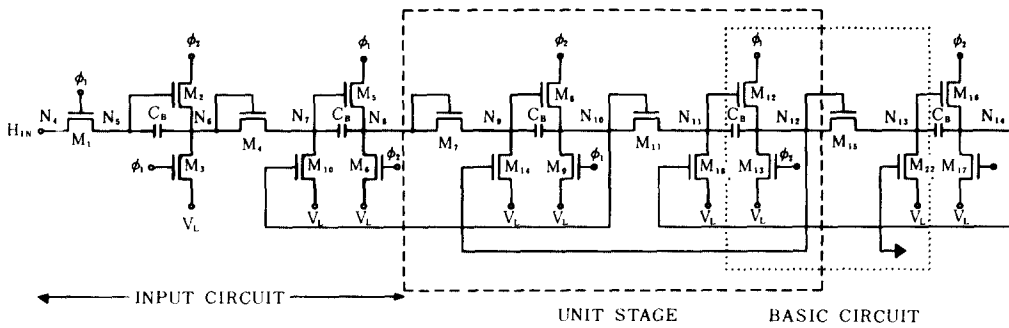 ϕ₂ ϕ₁ ϕ₂ ϕ₁ ϕ₂
ϕ₁
M₂ M₅ M₈ M₁₂ M₁₆
N₄ N₅ C_B N₆ N₇ C_B N₈ N₉ C_B N₁₀ N₁₁ C_B N₁₂ N₁₃ C_B N₁₄
H_IN
M₁ M₄ M₇ M₁₁ M₁₅
ϕ₁ M₃ M₁₀ M₆ ϕ₂ M₁₄ M₉ ϕ₁ M₁₈ M₁₃ ϕ₂ M₂₂ M₁₇
V_L V_L V_L V_L V_L V_L V_L V_L V_L
INPUT CIRCUIT
UNIT STAGE BASIC CIRCUIT